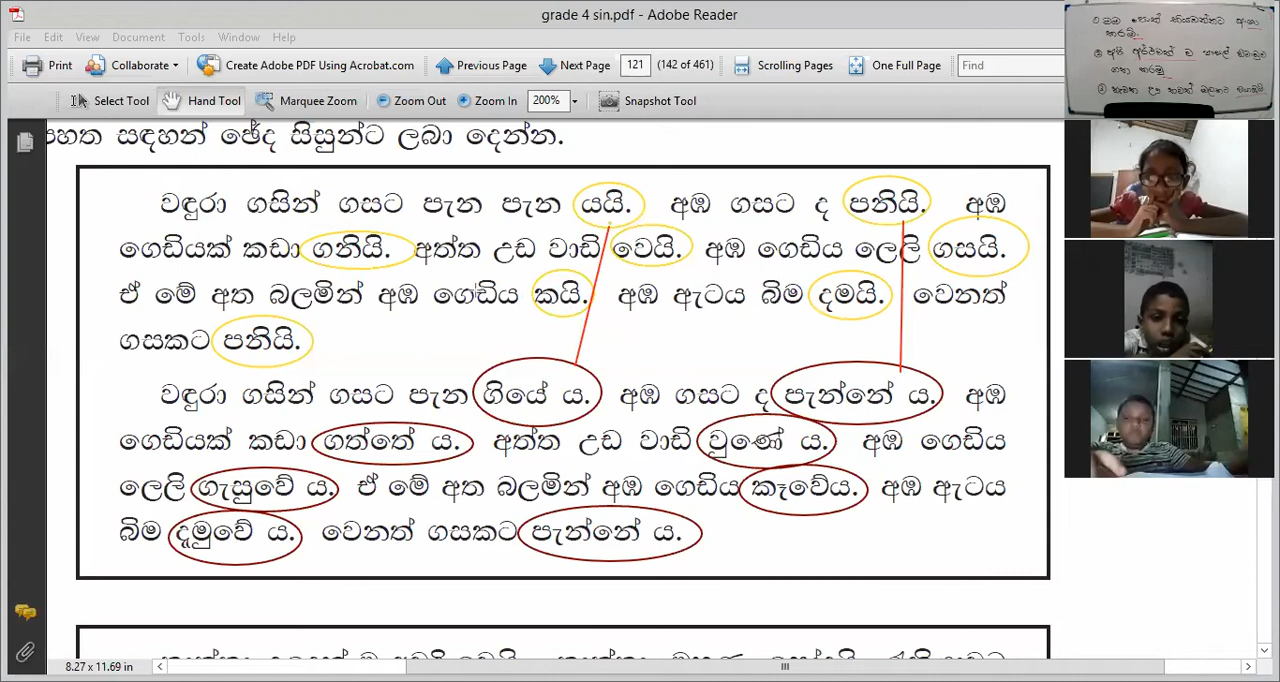 grade 4 sin.pdf - Adobe Reader
File Edit View Document Tools Window Help
Print Collaborate Create Adobe PDF Using Acrobat.com Previous Page Next Page 121 (142 of 461) Scrolling Pages One Full Page Find
Select Tool Hand Tool Marquee Zoom Zoom Out Zoom In 200% Snapshot Tool
පහත සඳහන් ඡේද සිසුන්ට ලබා දෙන්න.
වඳුරා ගසින් ගසට පැන පැන යයි. අඹ ගසට ද පනියි. අඹ
ගෙඩියක් කඩා ගනියි. අත්ත උඩ වාඩි වෙයි. අඹ ගෙඩිය ලෙලි ගසයි.
ඒ මේ අත බලමින් අඹ ගෙඩිය කයි. අඹ ඇටය බිම දමයි. වෙනත්
ගසකට පනියි.
වඳුරා ගසින් ගසට පැන ගියේ ය. අඹ ගසට ද පැන්නේ ය. අඹ
ගෙඩියක් කඩා ගත්තේ ය. අත්ත උඩ වාඩි වුණේ ය. අඹ ගෙඩිය
ලෙලි ගැසුවේ ය. ඒ මේ අත බලමින් අඹ ගෙඩිය කෑවේය. අඹ ඇටය
බිම දැමුවේ ය. වෙනත් ගසකට පැන්නේ ය.
8.27 x 11.69 in